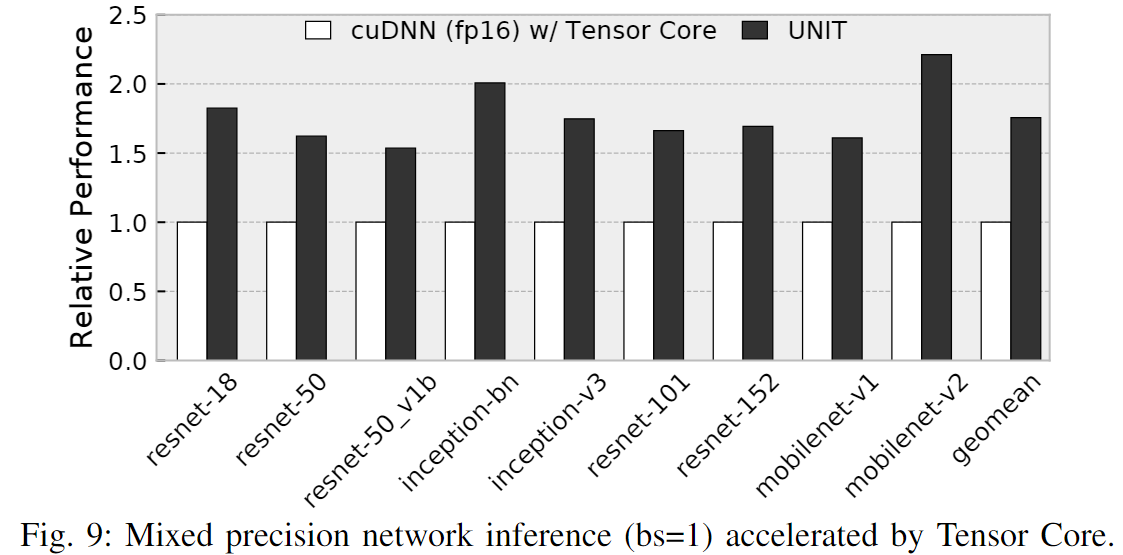 2.5
cuDNN (fp16) w/ Tensor Core UNIT
2.0
1.5
1.0
0.5
0.0
Relative Performance
resnet-18
resnet-50
resnet-50_v1b
inception-bn
inception-v3
resnet-101
resnet-152
mobilenet-v1
mobilenet-v2
geomean
Fig. 9: Mixed precision network inference (bs=1) accelerated by Tensor Core.